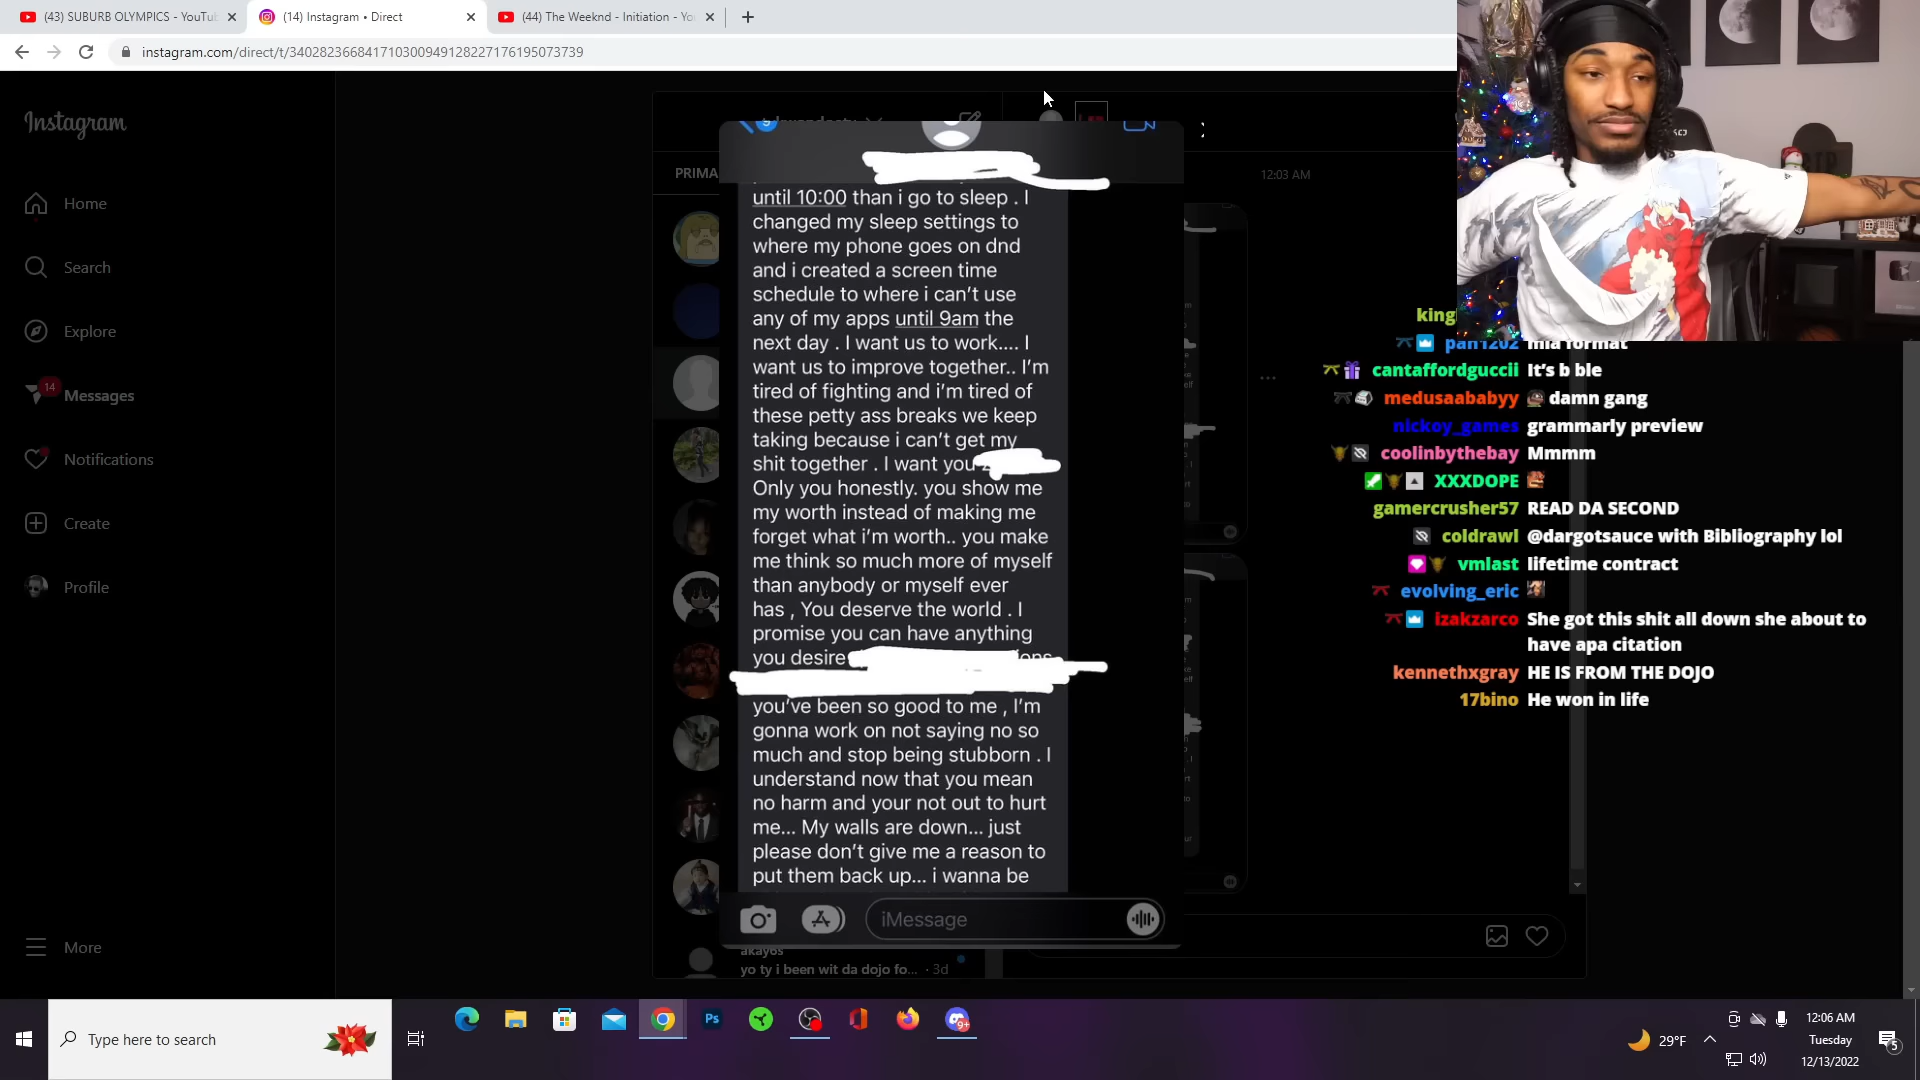 (43) SUBURB OLYMPICS - YouTu
(14) Instagram • Direct
(44) The Weeknd - Initiation - Yo
instagram.com/direct/t/340282366841710300949128227176195073739
Instagram
Home
Search
Explore
14
Messages
Notifications
Create
Profile
More
PRIMA
12:03 AM
until 10:00 than i go to sleep . I
changed my sleep settings to
where my phone goes on dnd
and i created a screen time
schedule to where i can't use
any of my apps until 9am the
next day . I want us to work.... I
want us to improve together.. I'm
tired of fighting and i'm tired of
these petty ass breaks we keep
taking because i can't get my
shit together . I want you
Only you honestly. you show me
my worth instead of making me
forget what i'm worth.. you make
me think so much more of myself
than anybody or myself ever
has , You deserve the world . I
promise you can have anything
you desire
you've been so good to me , I'm
gonna work on not saying no so
much and stop being stubborn . I
understand now that you mean
no harm and your not out to hurt
me... My walls are down... just
please don't give me a reason to
put them back up... i wanna be
iMessage
akay6s
yo ty i been wit da dojo fo... · 3d
king
pari1202 mla format
cantaffordguccii It's b ble
medusaababyy damn gang
nickoy_games grammarly preview
coolinbythebay Mmmm
XXXDOPE
gamercrusher57 READ DA SECOND
coldrawl @dargotsauce with Bibliography lol
vmlast lifetime contract
evolving_eric
izakzarco She got this shit all down she about to
have apa citation
kennethxgray HE IS FROM THE DOJO
17bino He won in life
Type here to search
Ps
9+
29°F
12:06 AM
Tuesday
12/13/2022
5